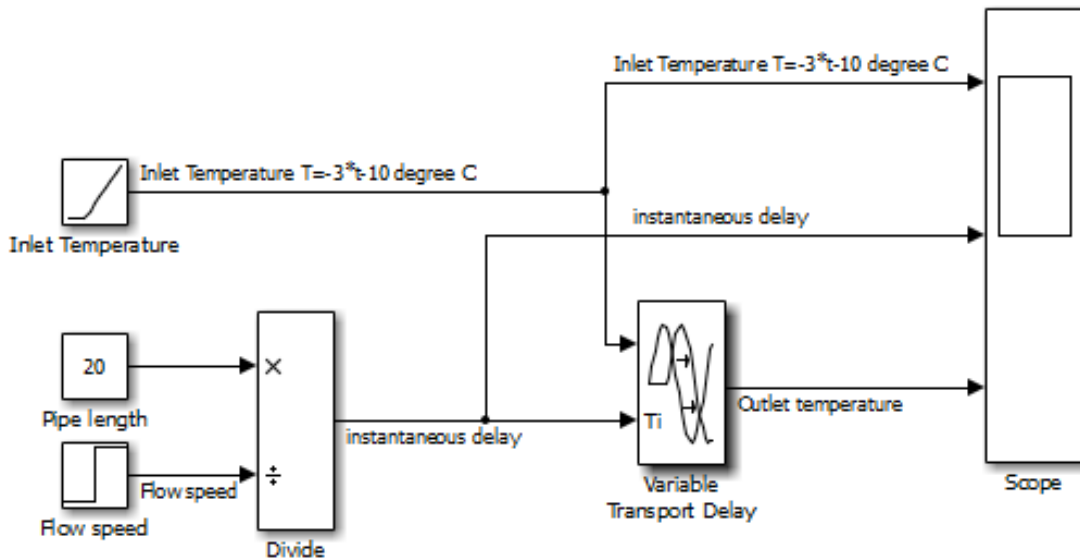 Inlet Temperature T=-3*t-10 degree C
Inlet Temperature T=-3*t-10 degree C
Inlet Temperature
instantaneous delay
20
Pipe length
×
÷
Flow speed
Flow speed
Divide
instantaneous delay
Ti
Variable
Transport Delay
Outlet temperature
Scope